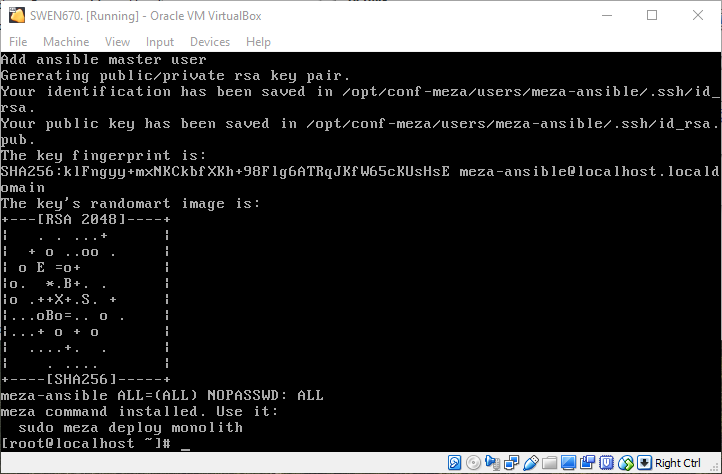 SWEN670. [Running] - Oracle VM VirtualBox
File Machine View Input Devices Help
Add ansible master user
Generating public/private rsa key pair.
Your identification has been saved in /opt/conf-meza/users/meza-ansible/.ssh/id_
rsa.
Your public key has been saved in /opt/conf-meza/users/meza-ansible/.ssh/id_rsa.
pub.
The key fingerprint is:
SHA256:klFngyy+mxNKCkbfXKh+98Flg6ATRqJKfW65cKUsHsE meza-ansible@localhost.locald
omain
The key's randomart image is:
+---[RSA 2048]----+
|   . . ...+      |
|  + o ..oo .     |
| o E =o+         |
|o.  *.B+. .      |
|o .++X+.S. +     |
|...oBo=.. o .    |
|...+ o + o       |
|  ....+.  .      |
|    . ....       |
+----[SHA256]-----+
meza-ansible ALL=(ALL) NOPASSWD: ALL
meza command installed. Use it:
  sudo meza deploy monolith
[root@localhost ~]# _
Right Ctrl